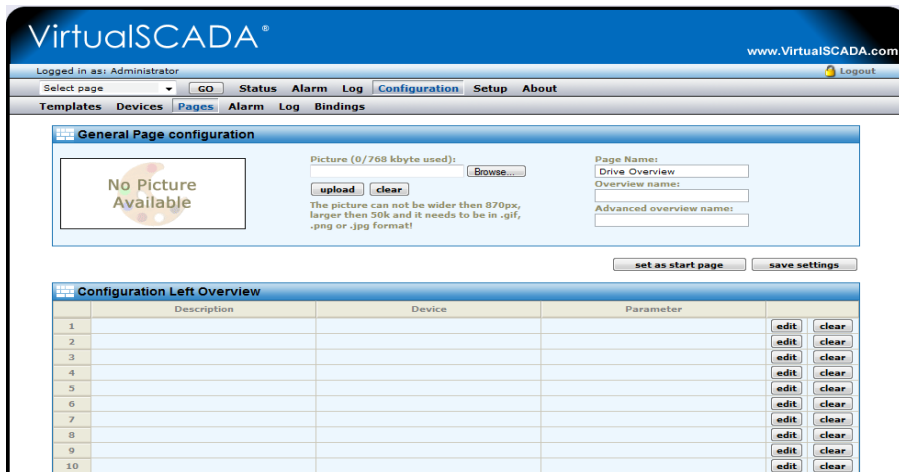 VirtualSCADA®
www.VirtualSCADA.com
Logged in as: Administrator
Logout
Select page GO Status Alarm Log Configuration Setup About
Templates Devices Pages Alarm Log Bindings
General Page configuration
No Picture
Available
Picture (0/768 kbyte used):
Browse...
upload clear
The picture can not be wider then 870px,
larger then 50k and it needs to be in .gif,
.png or .jpg format!
Page Name:
Drive Overview
Overview name:
Advanced overview name:
set as start page save settings
Configuration Left Overview
Description Device Parameter
1 edit clear
2 edit clear
3 edit clear
4 edit clear
5 edit clear
6 edit clear
7 edit clear
8 edit clear
9 edit clear
10 edit clear